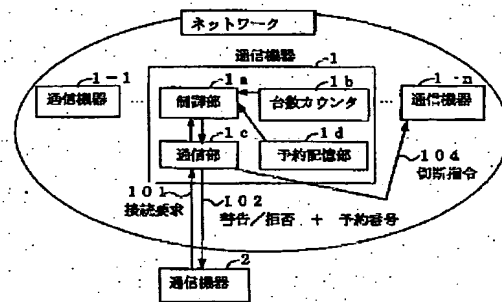 ネットワーク
通信機器 1
1-1
通信機器
1a
制御部
1b
台数カウンタ
1-n
通信機器
1c
通信部
1d
予約記憶部
104
切断指令
101
接続要求
102
警告/拒否 + 予約番号
2
通信機器